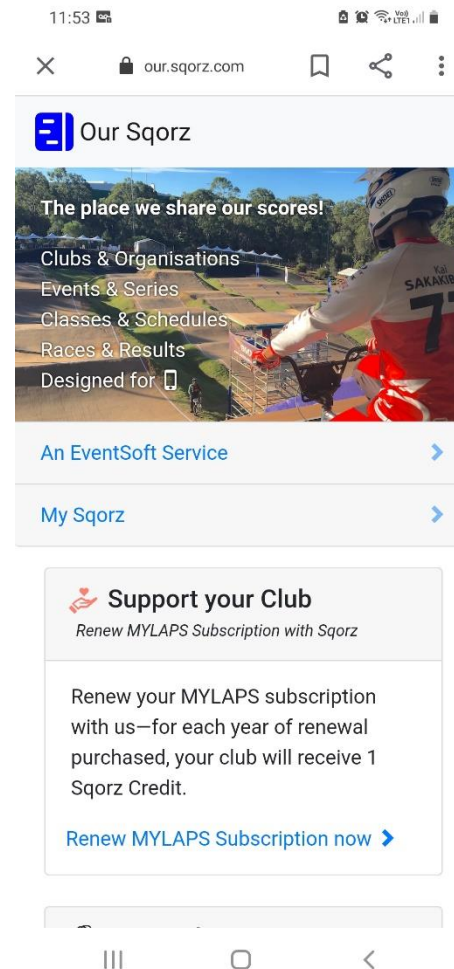 11:53
Vo))
LTE1
our.sqorz.com
Our Sqorz
The place we share our scores!
Clubs & Organisations
Events & Series
Classes & Schedules
Races & Results
Designed for
Kai
SAKAKIB
An EventSoft Service
My Sqorz
Support your Club
Renew MYLAPS Subscription with Sqorz
Renew your MYLAPS subscription
with us—for each year of renewal
purchased, your club will receive 1
Sqorz Credit.
Renew MYLAPS Subscription now